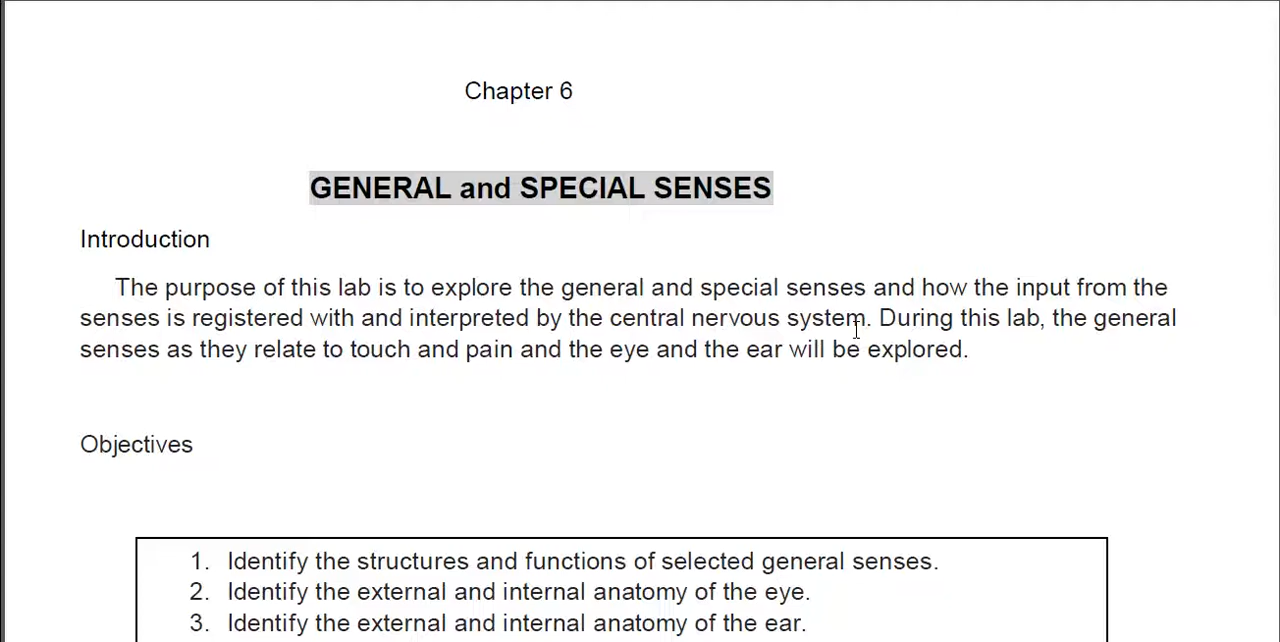 Chapter 6
GENERAL and SPECIAL SENSES
Introduction
The purpose of this lab is to explore the general and special senses and how the input from the
senses is registered with and interpreted by the central nervous system. During this lab, the general
senses as they relate to touch and pain and the eye and the ear will be explored.
Objectives
1. Identify the structures and functions of selected general senses.
2. Identify the external and internal anatomy of the eye.
3. Identify the external and internal anatomy of the ear.